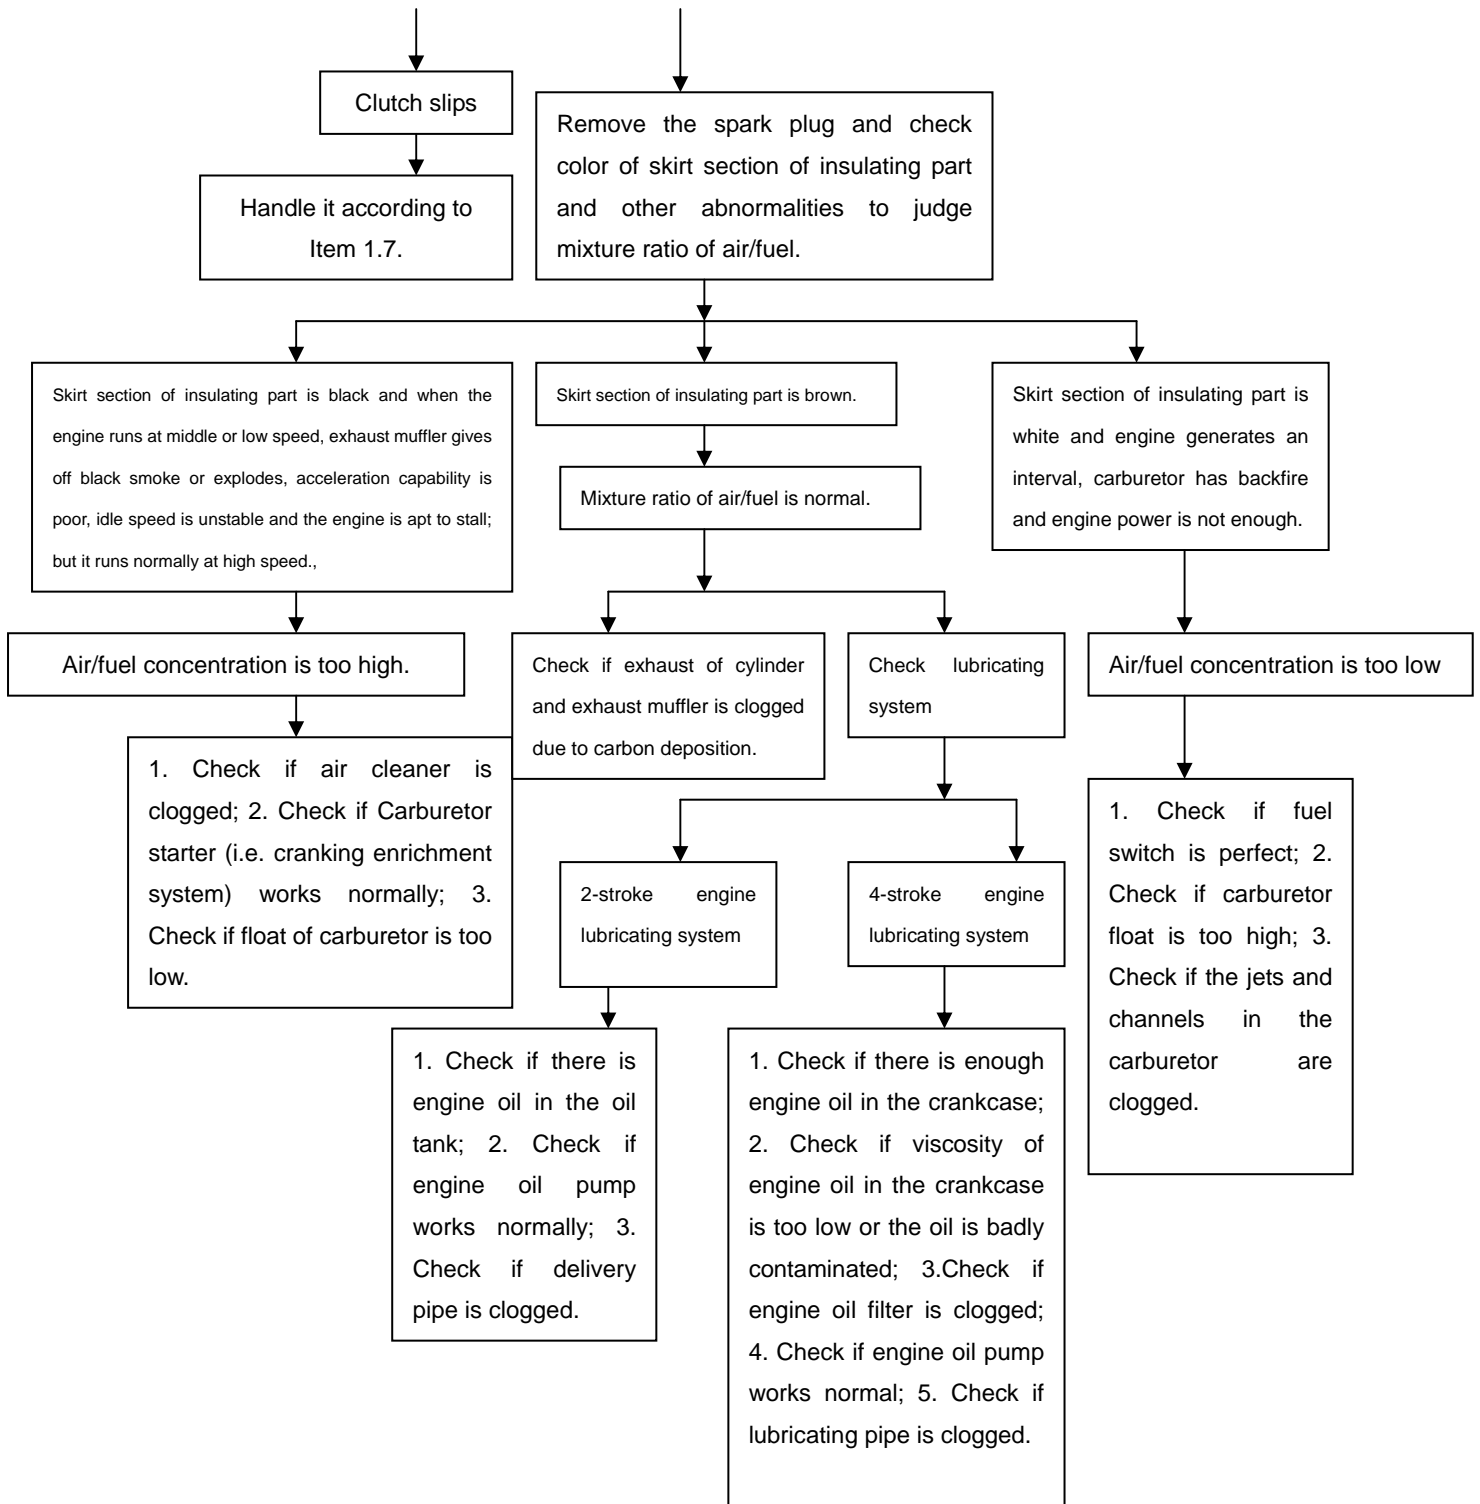 Clutch slips
Handle it according to
Item 1.7.
Remove the spark plug and check
color of skirt section of insulating part
and other abnormalities to judge
mixture ratio of air/fuel.
Skirt section of insulating part is black and when the
engine runs at middle or low speed, exhaust muffler gives
off black smoke or explodes, acceleration capability is
poor, idle speed is unstable and the engine is apt to stall;
but it runs normally at high speed.,
Skirt section of insulating part is brown.
Mixture ratio of air/fuel is normal.
Skirt section of insulating part is
white and engine generates an
interval, carburetor has backfire
and engine power is not enough.
Air/fuel concentration is too high.
Check if exhaust of cylinder
and exhaust muffler is clogged
due to carbon deposition.
Check lubricating
system
Air/fuel concentration is too low
1. Check if air cleaner is
clogged; 2. Check if Carburetor
starter (i.e. cranking enrichment
system) works normally; 3.
Check if float of carburetor is too
low.
2-stroke engine
lubricating system
4-stroke engine
lubricating system
1. Check if fuel
switch is perfect; 2.
Check if carburetor
float is too high; 3.
Check if the jets and
channels in the
carburetor are
clogged.
1. Check if there is
engine oil in the oil
tank; 2. Check if
engine oil pump
works normally; 3.
Check if delivery
pipe is clogged.
1. Check if there is enough
engine oil in the crankcase;
2. Check if viscosity of
engine oil in the crankcase
is too low or the oil is badly
contaminated; 3.Check if
engine oil filter is clogged;
4. Check if engine oil pump
works normal; 5. Check if
lubricating pipe is clogged.